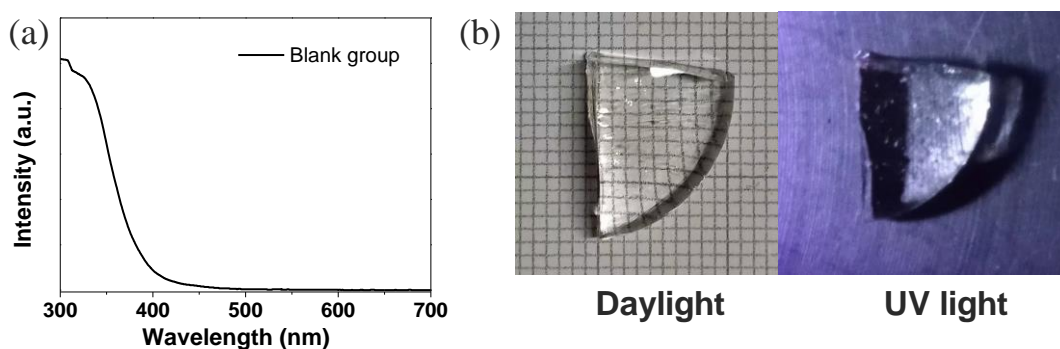 (a)
Intensity (a.u.)
Blank group
300 400 500 600 700
Wavelength (nm)
(b)
Daylight UV light